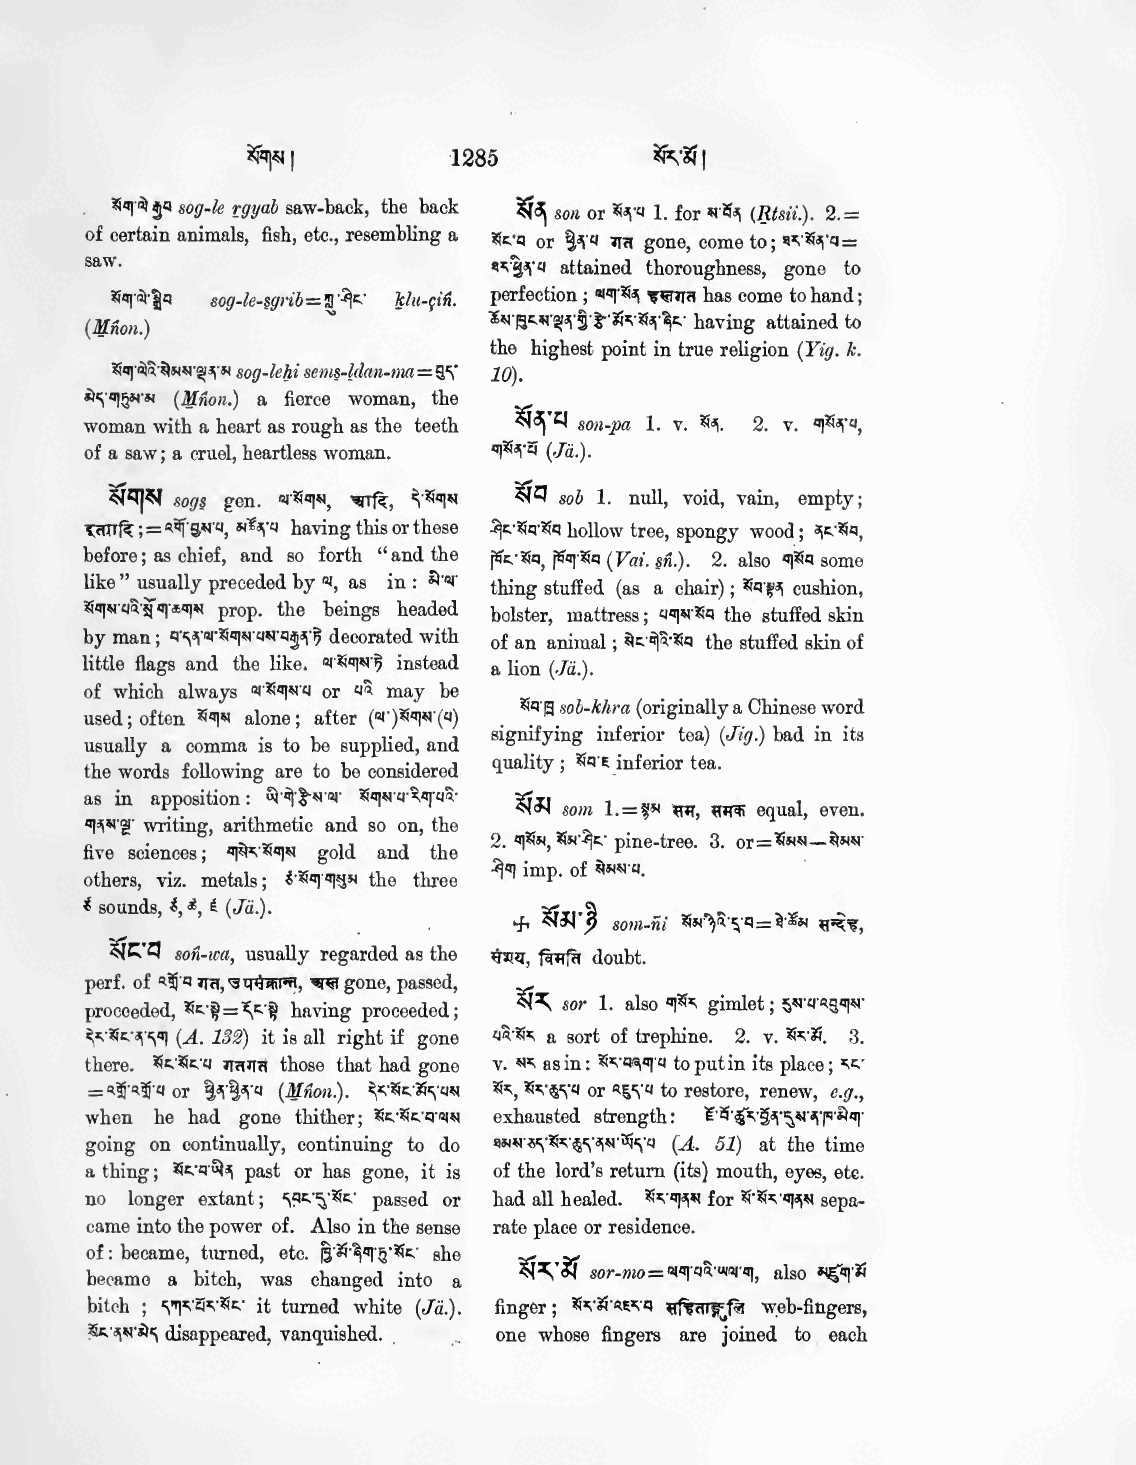 སོགས། 1285 སོར་མོ།
སོག་ལེ་རྒྱབ sog-le rgyab saw-back, the back
of certain animals, fish, etc., resembling a
saw.
སོག་ལེ་སྒྲིབ sog-le-sgrib=ཀླུ་ཤིང་ klu-çiń.
(Mńon.)
སོག་ལེའི་སེམས་ལྡན་མ sog-leḥi sems-ldan-ma=བུད་
མེད་གཏུམ་མ (Mńon.) a fierce woman, the
woman with a heart as rough as the teeth
of a saw; a cruel, heartless woman.
སོགས sogs gen. ལ་སོགས, आदि, དེ་སོགས
इत्यादि;=འགོ་བྱས་པ, མཚོན་པ having this or these
before; as chief, and so forth “and the
like” usually preceded by ལ, as in: མི་ལ་
སོགས་པའི་སྲོག་ཆགས prop. the beings headed
by man; བ་དན་ལ་སོགས་པས་བརྒྱན་ཏེ decorated with
little flags and the like. ལ་སོགས་ཏེ instead
of which always ལ་སོགས་པ or པའི may be
used; often སོགས alone; after (ལ་)སོགས་(པ)
usually a comma is to be supplied, and
the words following are to be considered
as in apposition: ཡི་གེ་རྩིས་ལ་ སོགས་པ་རིག་པའི་
གནས་ལྔ་ writing, arithmetic and so on, the
five sciences; གསེར་སོགས gold and the
others, viz. metals; ཙ་སོག་གསུམ the three
ཙ sounds, ཙ, ཚ, ཛ (Jä.).
སོང་བ soń-wa, usually regarded as the
perf. of འགྲོ་བ गत, उपसंक्रान्त, अस्त gone, passed,
proceeded, སོང་སྟེ=དོང་སྟེ having proceeded;
དེར་སོང་ན་དག (A. 132) it is all right if gone
there. སོང་སོང་པ गतगत those that had gone
=འགྲོ་འགྲོ་པ or ཕྱིན་ཕྱིན་པ (Mńon.). དེར་སོང་མོད་པས
when he had gone thither; སོང་སོང་བ་ལས
going on continually, continuing to do
a thing; སོང་བ་ཡིན past or has gone, it is
no longer extant; དབང་དུ་སོང་ passed or
came into the power of. Also in the sense
of: became, turned, etc. ཁྱི་མོ་ཞིག་ཏུ་སོང་ she
became a bitch, was changed into a
bitch; དཀར་པོར་སོང་ it turned white (Jä.).
སོང་ནས་མེད disappeared, vanquished.
སོན son or སོན་པ 1. for ས་བོན (Rtsii.). 2.=
སོང་བ or ཕྱིན་པ गत gone, come to; ཐར་སོན་པ=
ཐར་ཕྱིན་པ attained thoroughness, gone to
perfection; ལག་སོན हस्तगत has come to hand;
ཆོས་ཁུངས་ལྡན་གྱི་རྩེ་མོར་སོན་ཞིང་ having attained to
the highest point in true religion (Yig. k.
10).
སོན་པ son-pa 1. v. སོན. 2. v. གསོན་པ,
གསོན་པོ (Jä.).
སོབ sob 1. null, void, vain, empty;
ཤིང་སོབ་སོབ hollow tree, spongy wood; ནང་སོབ,
ཁོང་སོབ, ཁོག་སོབ (Vai. sń.). 2. also གསོབ some
thing stuffed (as a chair); སོབ་སྟན cushion,
bolster, mattress; པགས་སོབ the stuffed skin
of an animal; སེང་གེའི་སོབ the stuffed skin of
a lion (Jä.).
སོབ་ཁྲ sob-khra (originally a Chinese word
signifying inferior tea) (Jig.) bad in its
quality; སོབ་ཇ inferior tea.
སོམ som 1.=སྙམ सम, समक equal, even.
2. གསོམ, སོམ་ཤིང་ pine-tree. 3. or=སོམས—སེམས་
ཤིག imp. of སེམས་པ.
+ སོམ་ཉི som-ñi སོམ་ཉིའི་དྲ་བ=ཐེ་ཚོམ सन्देह,
संशय, विमति doubt.
སོར sor 1. also གསོར gimlet; དུས་པ་འབུགས་
པའི་སོར a sort of trephine. 2. v. སོར་མོ. 3.
v. སར as in: སོར་བཞག་པ to put in its place; རང་
སོར, སོར་ཆུད་པ or འཇུད་པ to restore, renew, e.g.,
exhausted strength: ཇོ་བོ་ཚུར་བྱོན་དུས་ན་ཁ་མིག་
ཐམས་ཅད་སོར་ཆུད་ནས་ཡོད་པ (A. 51) at the time
of the lord’s return (its) mouth, eyes, etc.
had all healed. སོར་གནས for སོ་སོར་གནས sepa-
rate place or residence.
སོར་མོ sor-mo=ལག་པའི་ཡལ་ག, also མཛུག་མོ
finger; སོར་མོ་འདྲ་བ web-fingers,
one whose fingers are joined to each